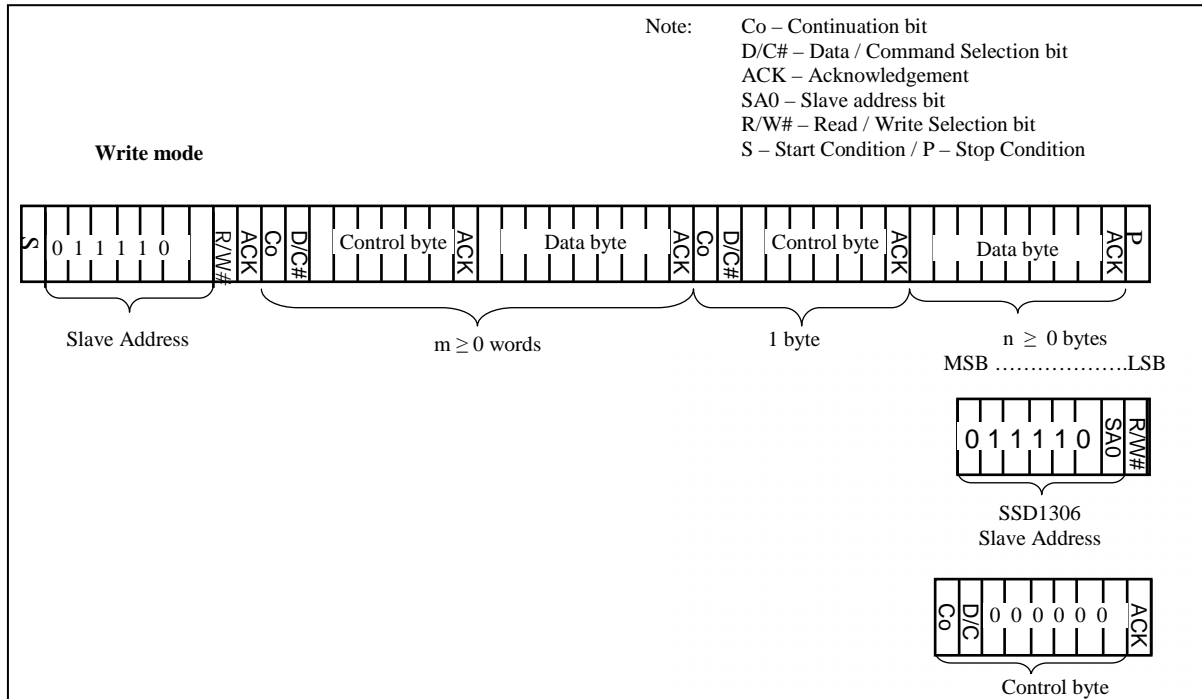 Note: Co – Continuation bit
D/C# – Data / Command Selection bit
ACK – Acknowledgement
SA0 – Slave address bit
R/W# – Read / Write Selection bit
S – Start Condition / P – Stop Condition
Write mode
S 0 1 1 1 1 0 R/W# ACK Co D/C# Control byte ACK Data byte ACK Co D/C# Control byte ACK Data byte ACK P
Slave Address
m ≥ 0 words
1 byte
n ≥ 0 bytes
MSB ………………….LSB
0 1 1 1 1 0 SA0 R/W#
SSD1306
Slave Address
Co D/C 0 0 0 0 0 0 ACK
Control byte